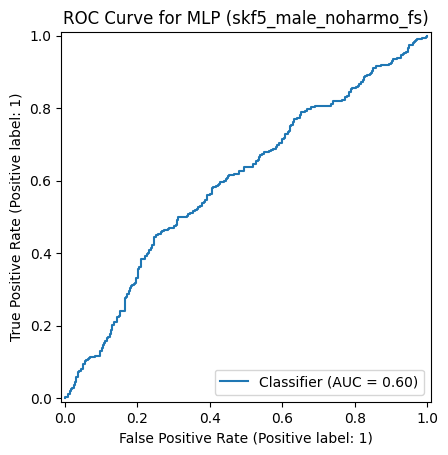 ROC Curve for MLP (skf5_male_noharmo_fs)
True Positive Rate (Positive label: 1)
1.0
0.8
0.6
0.4
0.2
0.0
Classifier (AUC = 0.60)
0.0 0.2 0.4 0.6 0.8 1.0
False Positive Rate (Positive label: 1)